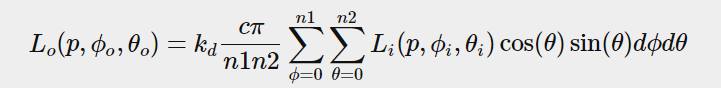 $$L_o(p, \phi_o, \theta_o) = k_d \frac{c\pi}{n1n2} \sum_{\phi=0}^{n1} \sum_{\theta=0}^{n2} L_i(p, \phi_i, \theta_i) \cos(\theta) \sin(\theta) d\phi d\theta$$